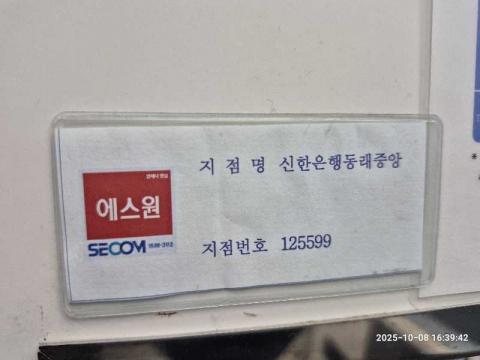 지 점 명 신한은행동래중앙
에스원
SECOM
지점번호 125599
2025-10-08 16:39:42